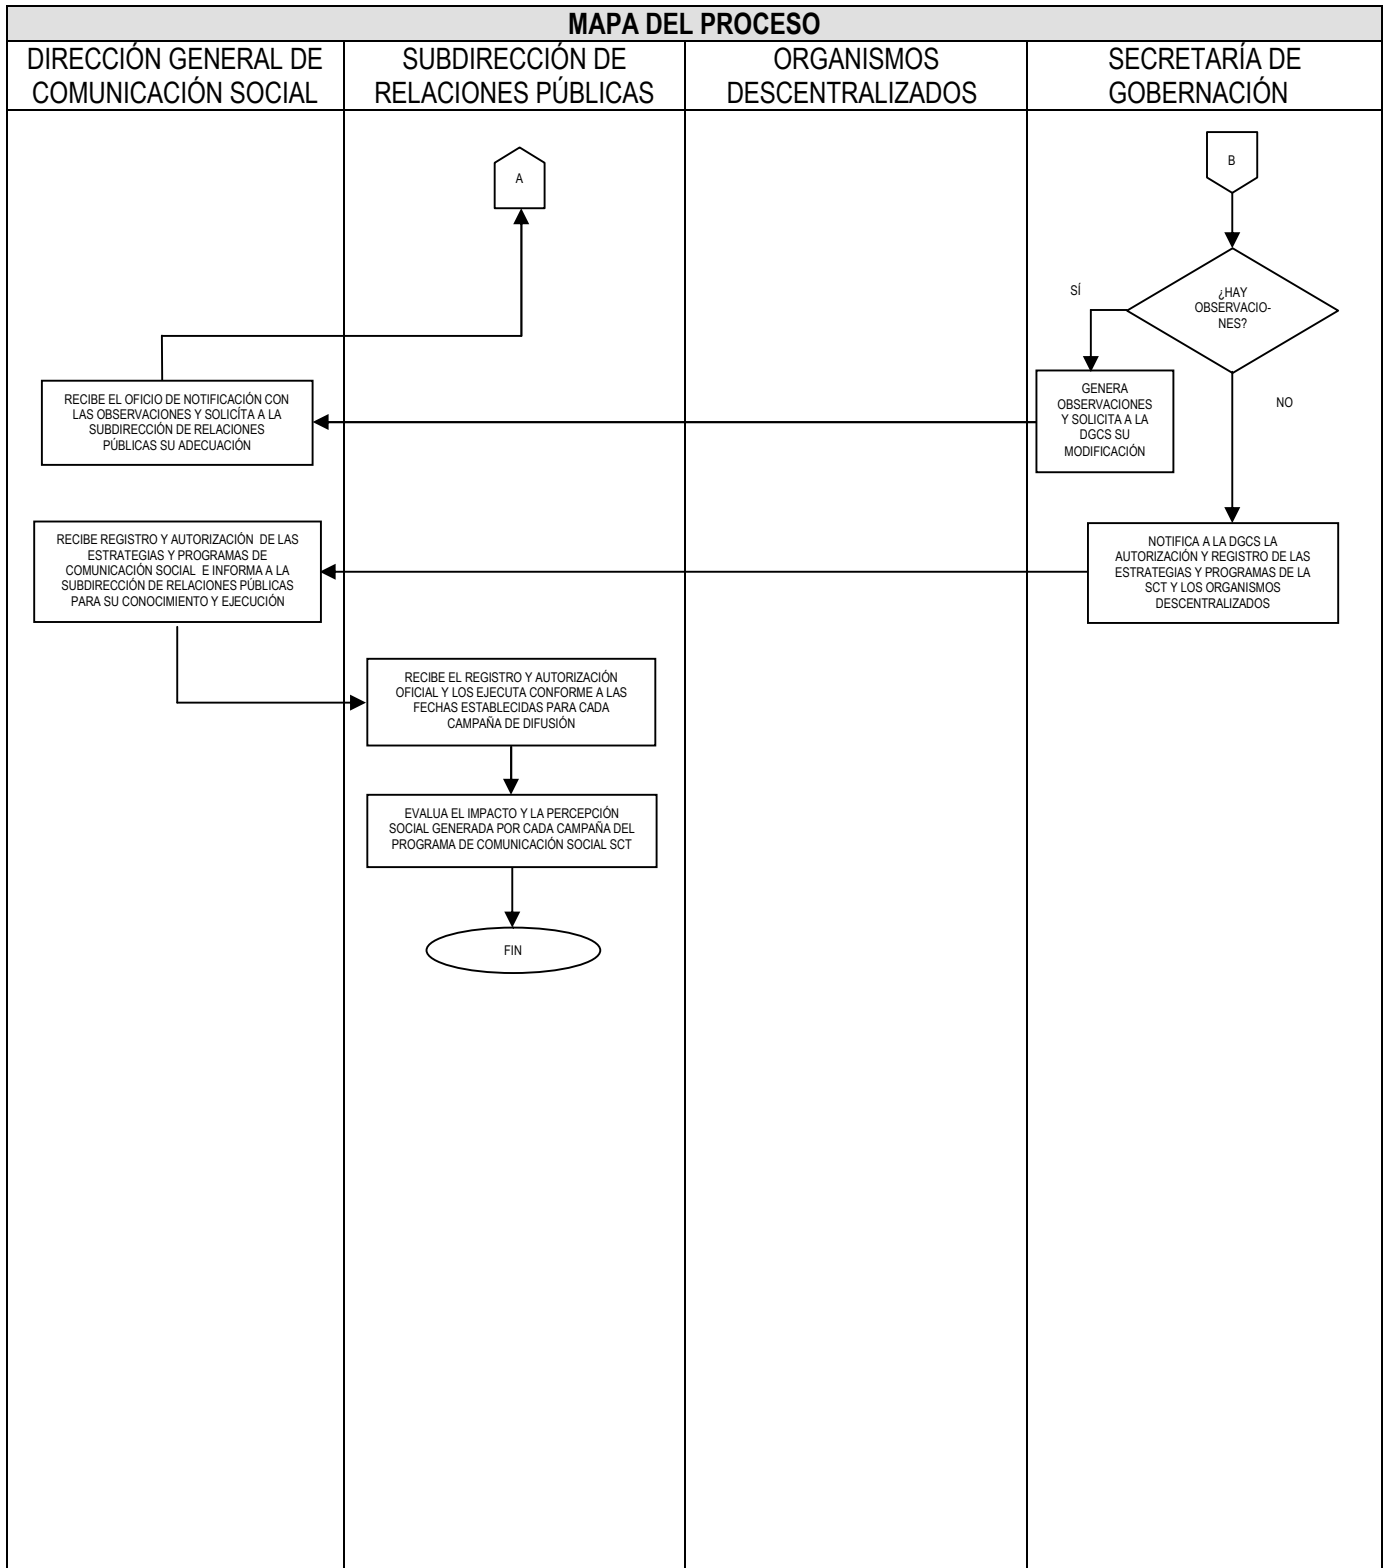 MAPA DEL PROCESO
DIRECCIÓN GENERAL DE
COMUNICACIÓN SOCIAL
SUBDIRECCIÓN DE
RELACIONES PÚBLICAS
ORGANISMOS
DESCENTRALIZADOS
SECRETARÍA DE
GOBERNACIÓN
A
B
¿HAY
OBSERVACIO-
NES?
SÍ
NO
GENERA
OBSERVACIONES
Y SOLICITA A LA
DGCS SU
MODIFICACIÓN
RECIBE EL OFICIO DE NOTIFICACIÓN CON
LAS OBSERVACIONES Y SOLICÍTA A LA
SUBDIRECCIÓN DE RELACIONES
PÚBLICAS SU ADECUACIÓN
NOTIFICA A LA DGCS LA
AUTORIZACIÓN Y REGISTRO DE LAS
ESTRATEGIAS Y PROGRAMAS DE LA
SCT Y LOS ORGANISMOS
DESCENTRALIZADOS
RECIBE REGISTRO Y AUTORIZACIÓN DE LAS
ESTRATEGIAS Y PROGRAMAS DE
COMUNICACIÓN SOCIAL E INFORMA A LA
SUBDIRECCIÓN DE RELACIONES PÚBLICAS
PARA SU CONOCIMIENTO Y EJECUCIÓN
RECIBE EL REGISTRO Y AUTORIZACIÓN
OFICIAL Y LOS EJECUTA CONFORME A LAS
FECHAS ESTABLECIDAS PARA CADA
CAMPAÑA DE DIFUSIÓN
EVALUA EL IMPACTO Y LA PERCEPCIÓN
SOCIAL GENERADA POR CADA CAMPAÑA DEL
PROGRAMA DE COMUNICACIÓN SOCIAL SCT
FIN